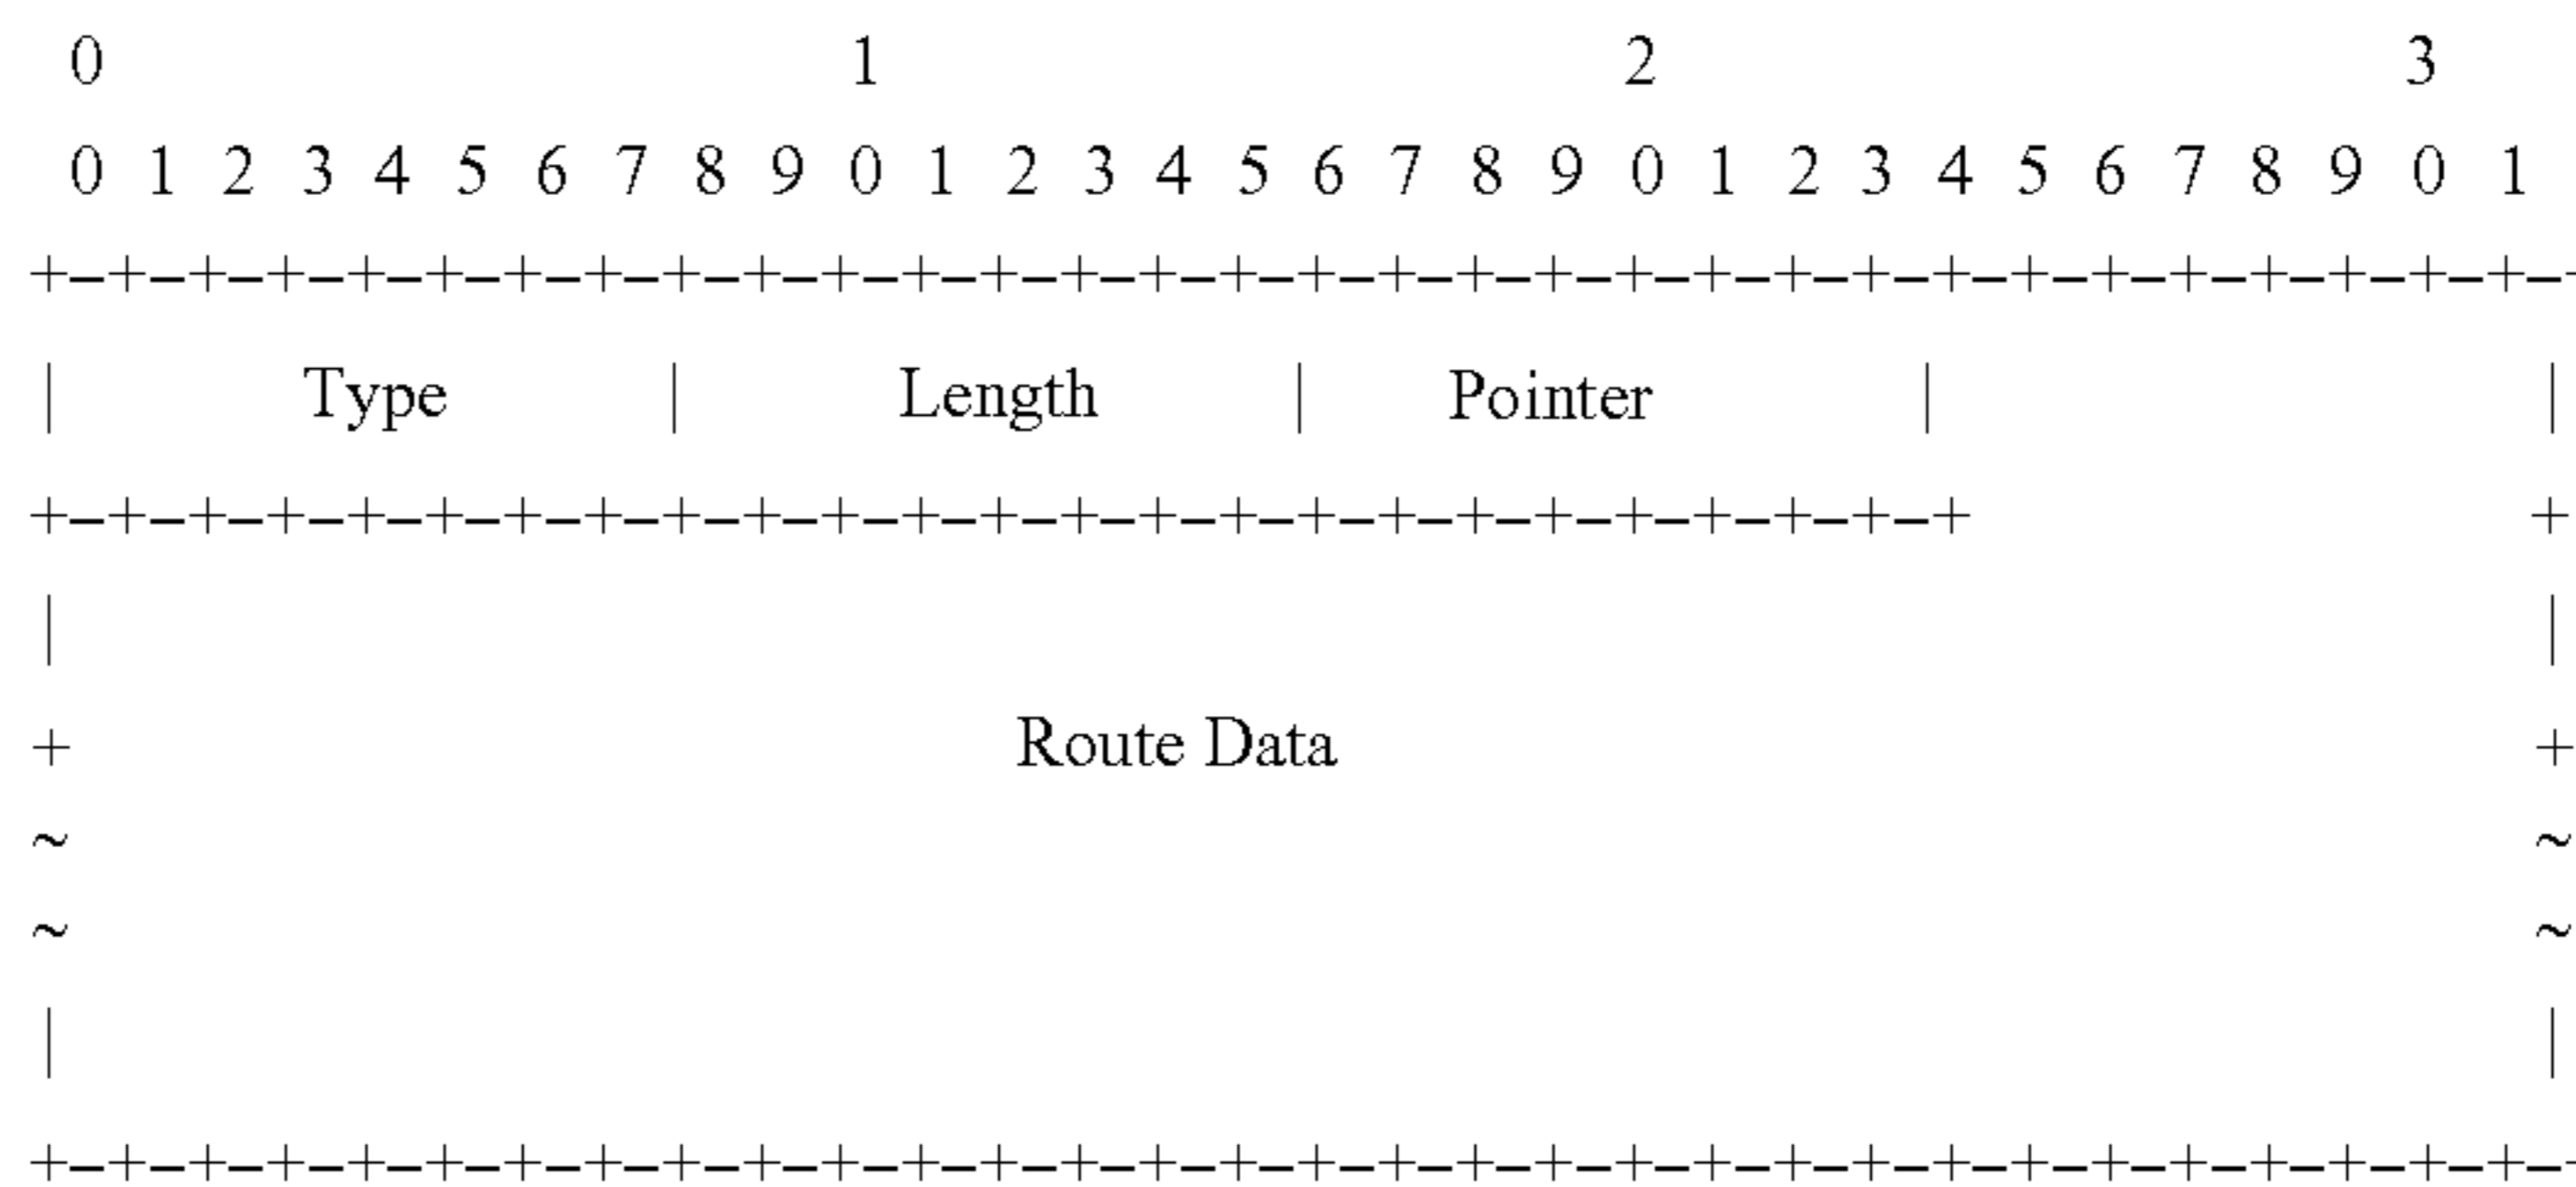 0 1 2 3
0 1 2 3 4 5 6 7 8 9 0 1 2 3 4 5 6 7 8 9 0 1 2 3 4 5 6 7 8 9 0 1
+-+-+-+-+-+-+-+-+-+-+-+-+-+-+-+-+-+-+-+-+-+-+-+-+-+-+-+-+-+-+-+-+
| Type | Length | Pointer | |
+-+-+-+-+-+-+-+-+-+-+-+-+-+-+-+-+-+-+-+-+-+-+-+-+ +
| |
+ Route Data +
~ ~
~ ~
| |
+-+-+-+-+-+-+-+-+-+-+-+-+-+-+-+-+-+-+-+-+-+-+-+-+-+-+-+-+-+-+-+-+